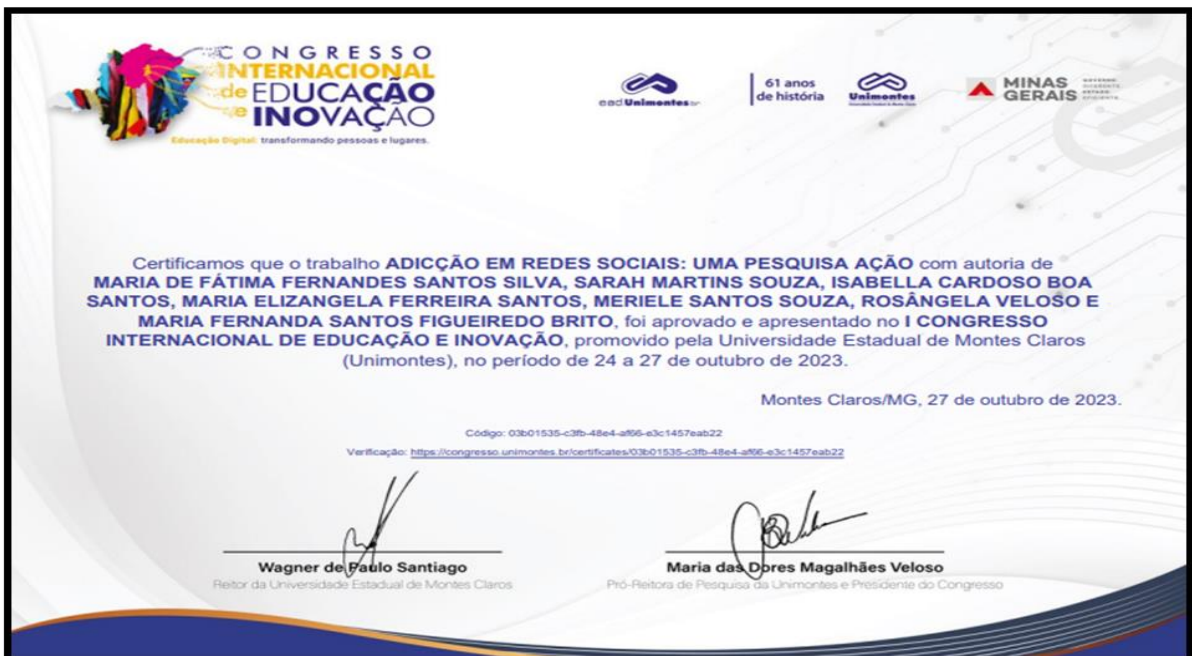 CONGRESSO
INTERNACIONAL
de EDUCAÇÃO
e INOVAÇÃO
Educação Digital: transformando pessoas e lugares.
ead Unimontes br
61 anos
de história
Unimontes
MINAS
GERAIS
Certificamos que o trabalho ADICÇÃO EM REDES SOCIAIS: UMA PESQUISA AÇÃO com autoria de
MARIA DE FÁTIMA FERNANDES SANTOS SILVA, SARAH MARTINS SOUZA, ISABELLA CARDOSO BOA
SANTOS, MARIA ELIZANGELA FERREIRA SANTOS, MERIELE SANTOS SOUZA, ROSÂNGELA VELOSO E
MARIA FERNANDA SANTOS FIGUEIREDO BRITO, foi aprovado e apresentado no I CONGRESSO
INTERNACIONAL DE EDUCAÇÃO E INOVAÇÃO, promovido pela Universidade Estadual de Montes Claros
(Unimontes), no período de 24 a 27 de outubro de 2023.
Montes Claros/MG, 27 de outubro de 2023.
Código: 03b01535-c3fb-48e4-af66-e3c1457eab22
Verificação: https://congresso.unimontes.br/certificates/03b01535-c3fb-48e4-af66-e3c1457eab22
Wagner de Paulo Santiago
Reitor da Universidade Estadual de Montes Claros
Maria das Dores Magalhães Veloso
Pró-Reitora de Pesquisa da Unimontes e Presidente do Congresso